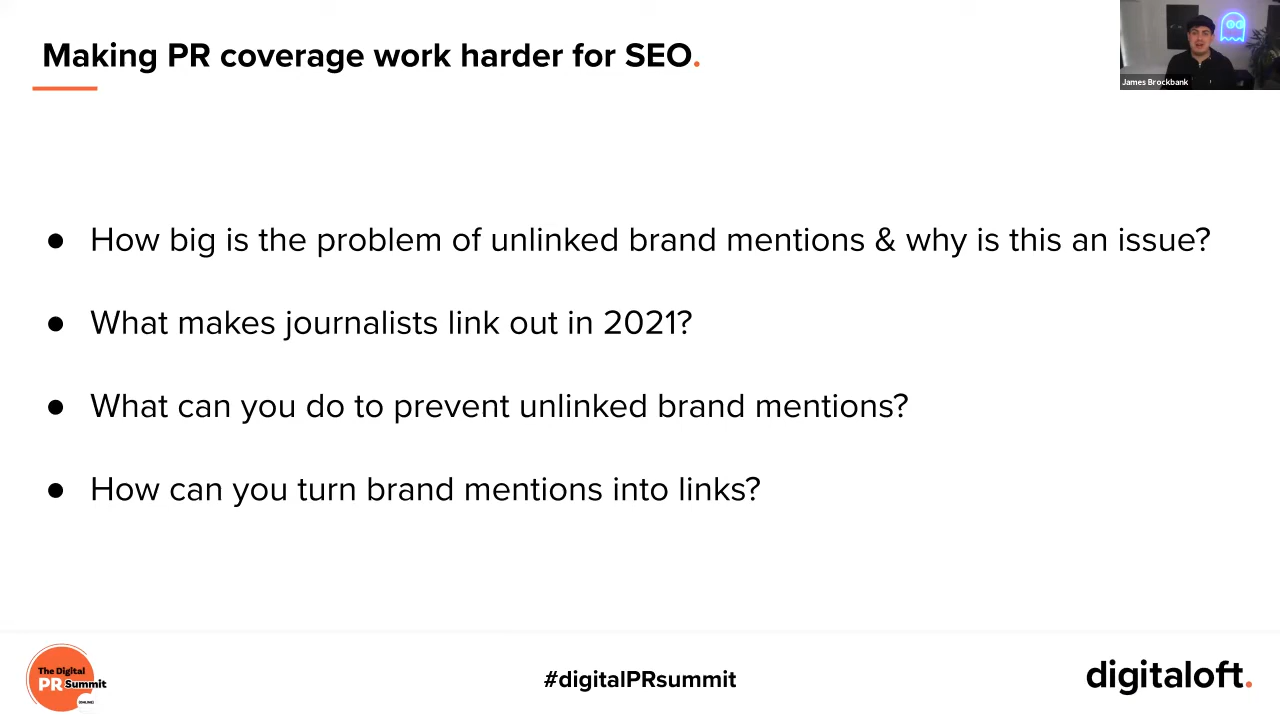 Making PR coverage work harder for SEO.
James Brockbank
● How big is the problem of unlinked brand mentions & why is this an issue?
● What makes journalists link out in 2021?
● What can you do to prevent unlinked brand mentions?
● How can you turn brand mentions into links?
The Digital
PR Summit
(ONLINE)
#digitalPRsummit
digitaloft.